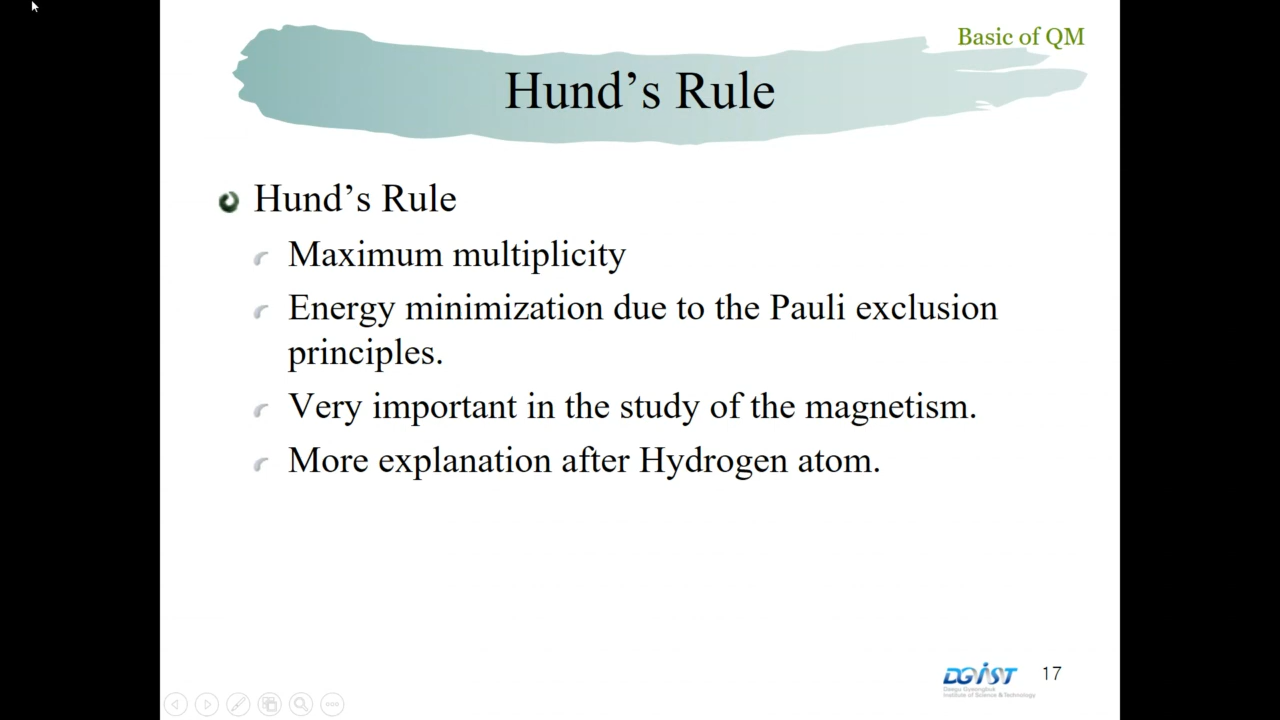 Basic of QM
Hund’s Rule
Hund’s Rule
Maximum multiplicity
Energy minimization due to the Pauli exclusion
principles.
Very important in the study of the magnetism.
More explanation after Hydrogen atom.
DGIST
Daegu Gyeongbuk
Institute of Science & Technology
17